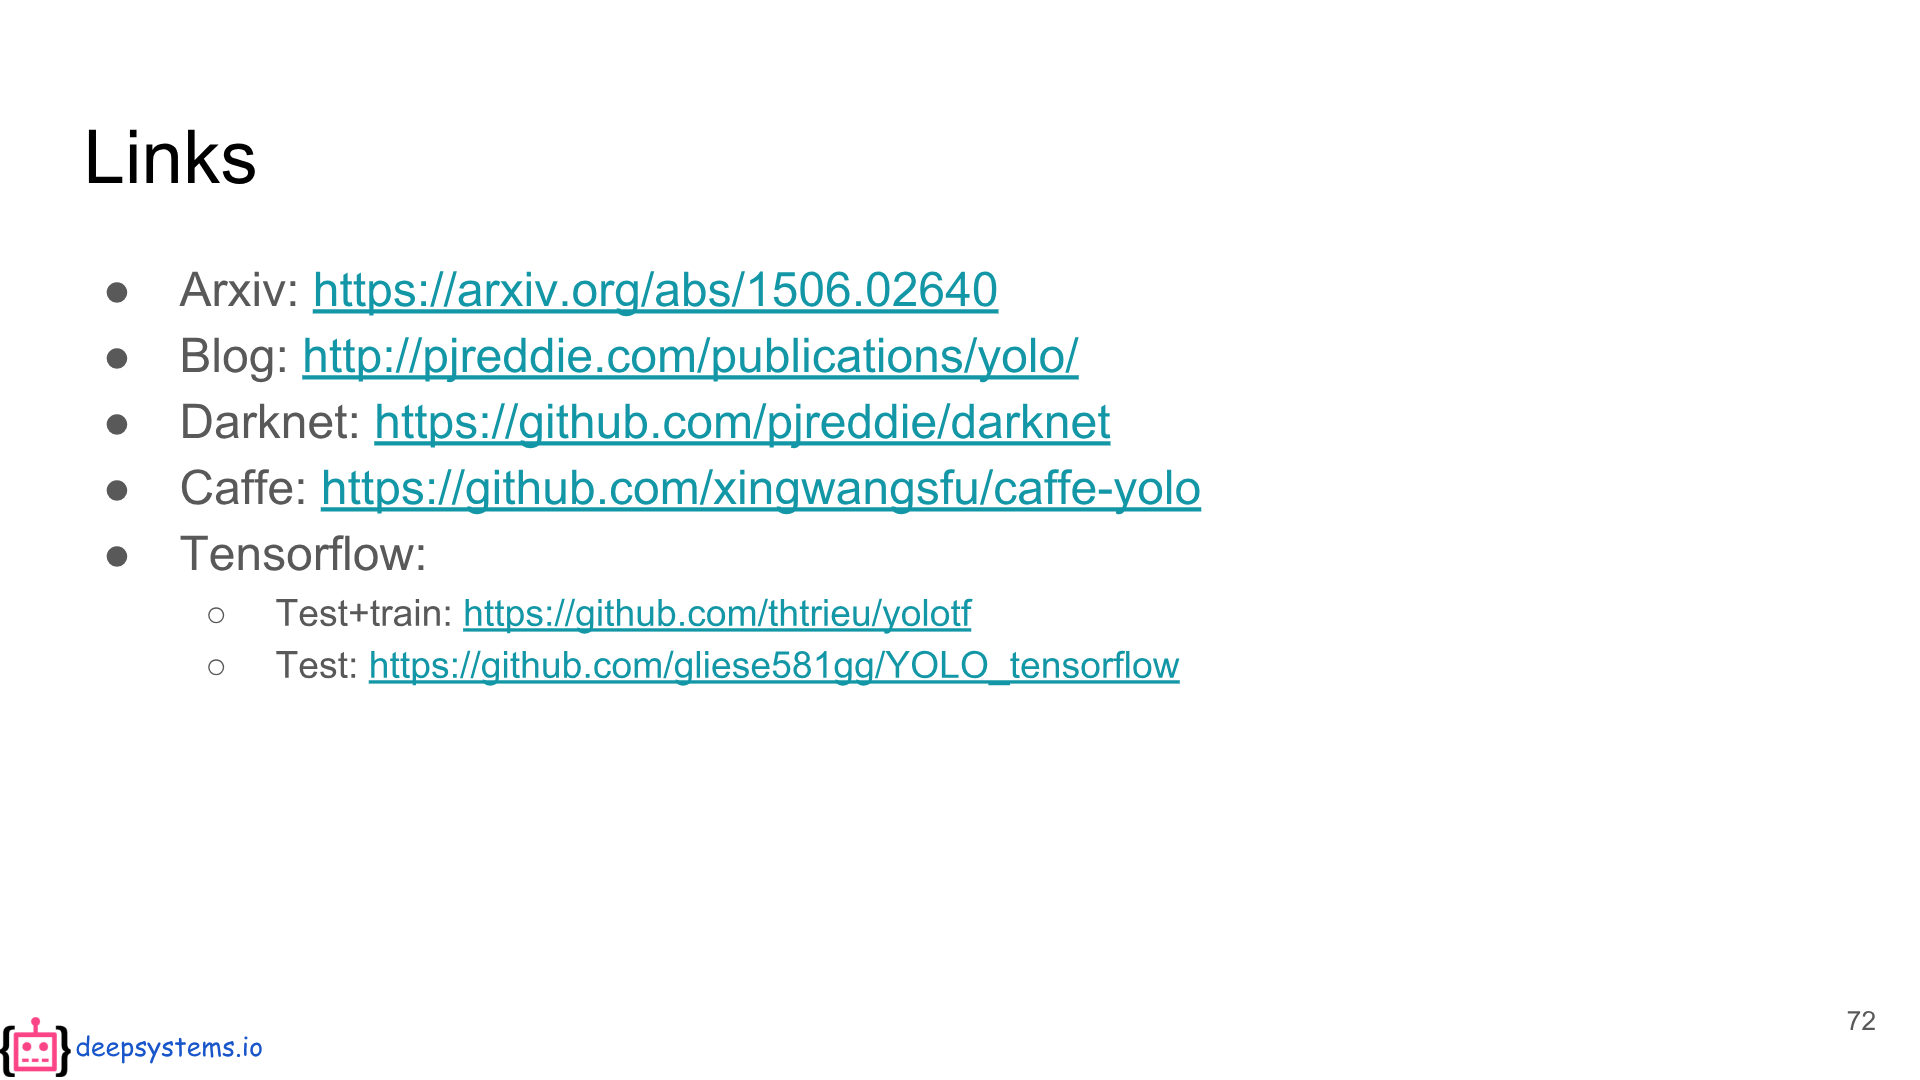 Links
● Arxiv: https://arxiv.org/abs/1506.02640
● Blog: http://pjreddie.com/publications/yolo/
● Darknet: https://github.com/pjreddie/darknet
● Caffe: https://github.com/xingwangsfu/caffe-yolo
● Tensorflow:
○ Test+train: https://github.com/thtrieu/yolotf
○ Test: https://github.com/gliese581gg/YOLO_tensorflow
72
deepsystems.io